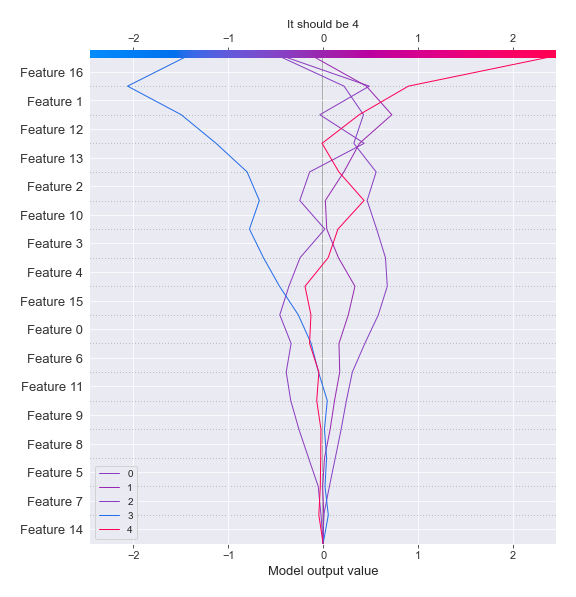 It should be 4
−2 −1 0 1 2
Feature 16
Feature 1
Feature 12
Feature 13
Feature 2
Feature 10
Feature 3
Feature 4
Feature 15
Feature 0
Feature 6
Feature 11
Feature 9
Feature 8
Feature 5
Feature 7
Feature 14
0
1
2
3
4
−2 −1 0 1 2
Model output value